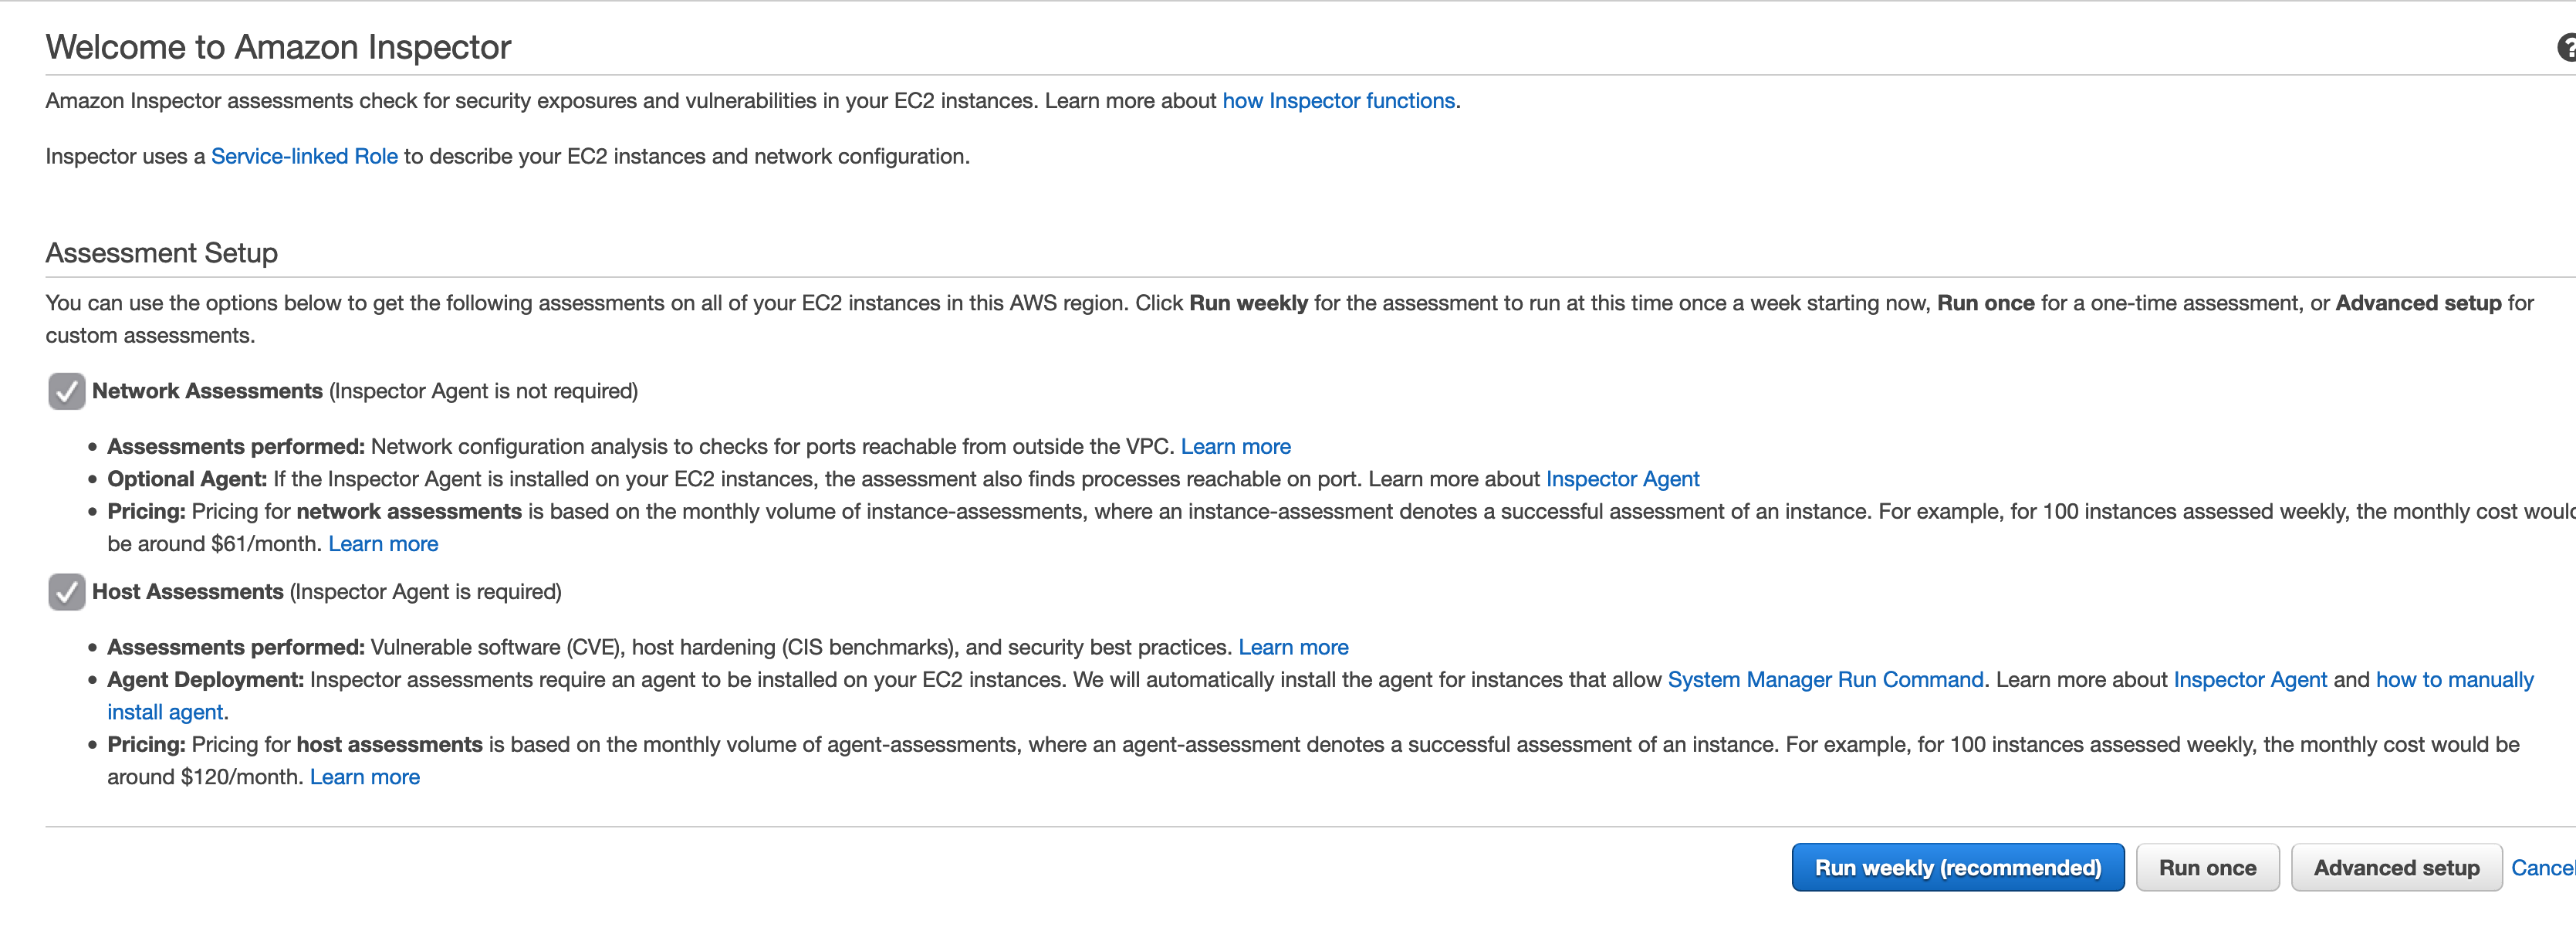 Welcome to Amazon Inspector
Amazon Inspector assessments check for security exposures and vulnerabilities in your EC2 instances. Learn more about how Inspector functions.
Inspector uses a Service-linked Role to describe your EC2 instances and network configuration.
Assessment Setup
You can use the options below to get the following assessments on all of your EC2 instances in this AWS region. Click Run weekly for the assessment to run at this time once a week starting now, Run once for a one-time assessment, or Advanced setup for
custom assessments.
Network Assessments (Inspector Agent is not required)
• Assessments performed: Network configuration analysis to checks for ports reachable from outside the VPC. Learn more
• Optional Agent: If the Inspector Agent is installed on your EC2 instances, the assessment also finds processes reachable on port. Learn more about Inspector Agent
• Pricing: Pricing for network assessments is based on the monthly volume of instance-assessments, where an instance-assessment denotes a successful assessment of an instance. For example, for 100 instances assessed weekly, the monthly cost would
be around $61/month. Learn more
Host Assessments (Inspector Agent is required)
• Assessments performed: Vulnerable software (CVE), host hardening (CIS benchmarks), and security best practices. Learn more
• Agent Deployment: Inspector assessments require an agent to be installed on your EC2 instances. We will automatically install the agent for instances that allow System Manager Run Command. Learn more about Inspector Agent and how to manually
install agent.
• Pricing: Pricing for host assessments is based on the monthly volume of agent-assessments, where an agent-assessment denotes a successful assessment of an instance. For example, for 100 instances assessed weekly, the monthly cost would be
around $120/month. Learn more
Run weekly (recommended) Run once Advanced setup Cancel